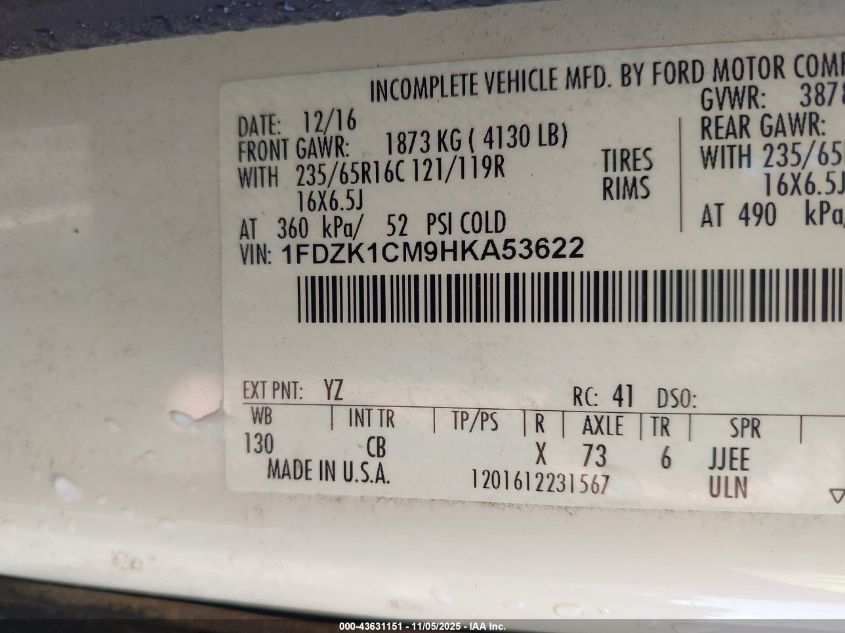 INCOMPLETE VEHICLE MFD. BY FORD MOTOR
DATE: 12/16 GVWR:
FRONT GAWR: 1873 KG ( 4130 LB) REAR GAWR:
WITH 235/65R16C 121/119R TIRES WITH 235/65
16X6.5J RIMS 16X6.5J
AT 360 kPa/ 52 PSI COLD AT 490 kPa/
VIN: 1FDZK1CM9HKA53622
EXT PNT: YZ RC: 41 DSO:
WB INT TR TP/PS R AXLE TR SPR
130 CB X 73 6 JJEE
MADE IN U.S.A. 1201612231567 ULN
000-43631151 - 11/05/2025 - IAA Inc.